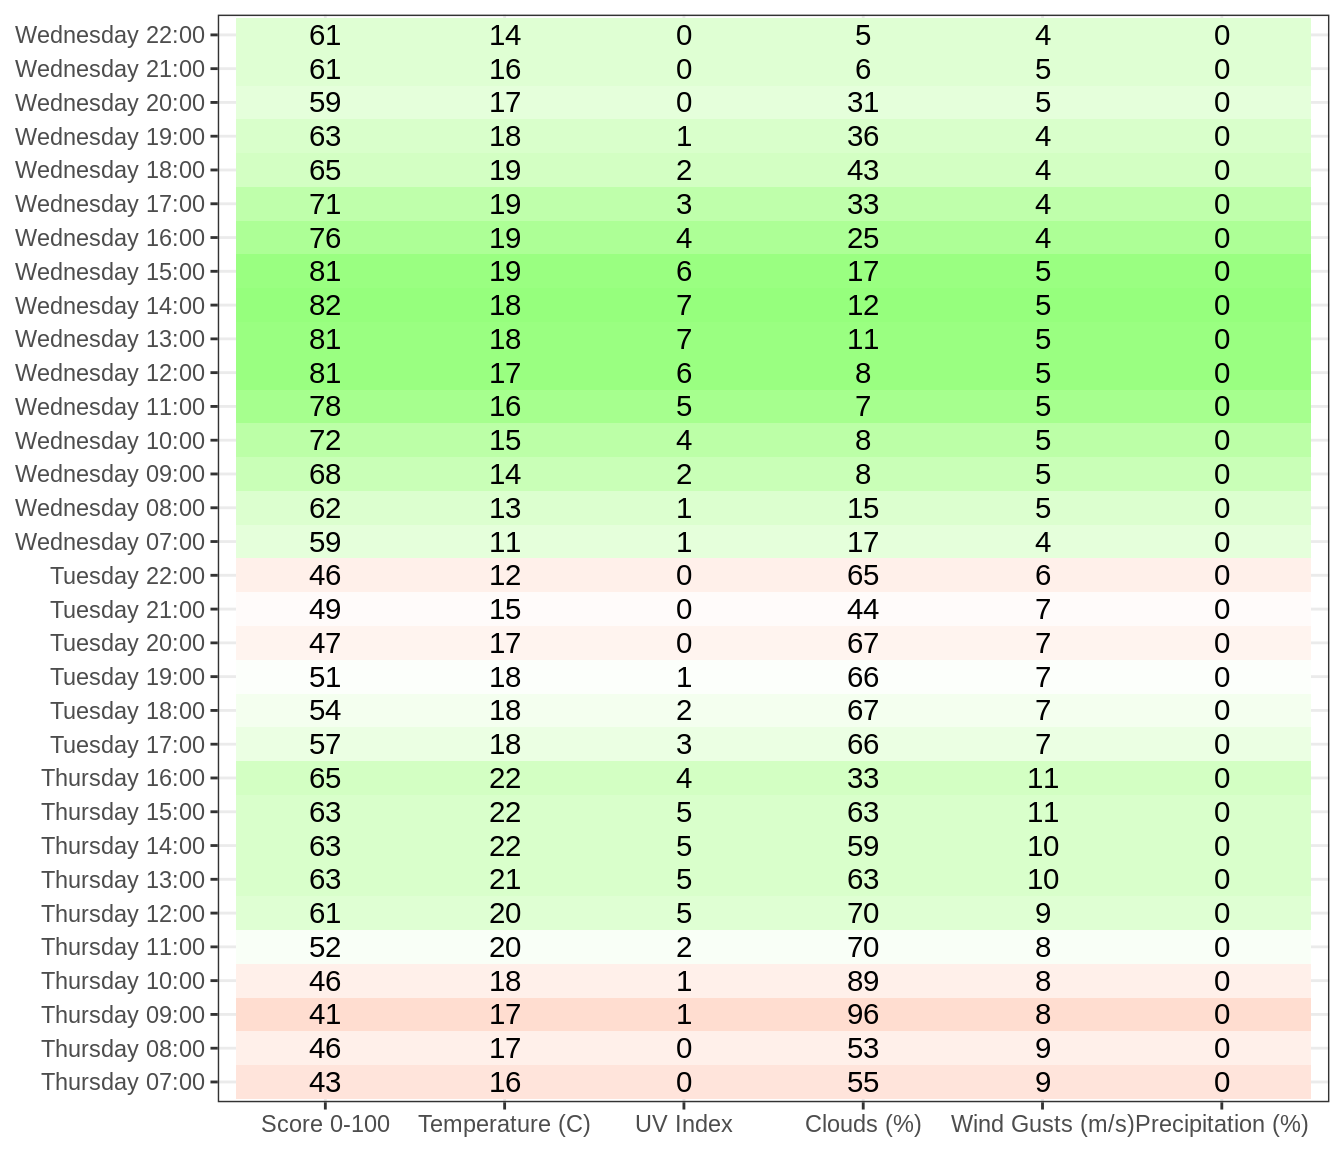 Wednesday 22:00 61 14 0 5 4 0
Wednesday 21:00 61 16 0 6 5 0
Wednesday 20:00 59 17 0 31 5 0
Wednesday 19:00 63 18 1 36 4 0
Wednesday 18:00 65 19 2 43 4 0
Wednesday 17:00 71 19 3 33 4 0
Wednesday 16:00 76 19 4 25 4 0
Wednesday 15:00 81 19 6 17 5 0
Wednesday 14:00 82 18 7 12 5 0
Wednesday 13:00 81 18 7 11 5 0
Wednesday 12:00 81 17 6 8 5 0
Wednesday 11:00 78 16 5 7 5 0
Wednesday 10:00 72 15 4 8 5 0
Wednesday 09:00 68 14 2 8 5 0
Wednesday 08:00 62 13 1 15 5 0
Wednesday 07:00 59 11 1 17 4 0
Tuesday 22:00 46 12 0 65 6 0
Tuesday 21:00 49 15 0 44 7 0
Tuesday 20:00 47 17 0 67 7 0
Tuesday 19:00 51 18 1 66 7 0
Tuesday 18:00 54 18 2 67 7 0
Tuesday 17:00 57 18 3 66 7 0
Thursday 16:00 65 22 4 33 11 0
Thursday 15:00 63 22 5 63 11 0
Thursday 14:00 63 22 5 59 10 0
Thursday 13:00 63 21 5 63 10 0
Thursday 12:00 61 20 5 70 9 0
Thursday 11:00 52 20 2 70 8 0
Thursday 10:00 46 18 1 89 8 0
Thursday 09:00 41 17 1 96 8 0
Thursday 08:00 46 17 0 53 9 0
Thursday 07:00 43 16 0 55 9 0
Score 0-100 Temperature (C) UV Index Clouds (%) Wind Gusts (m/s) Precipitation (%)